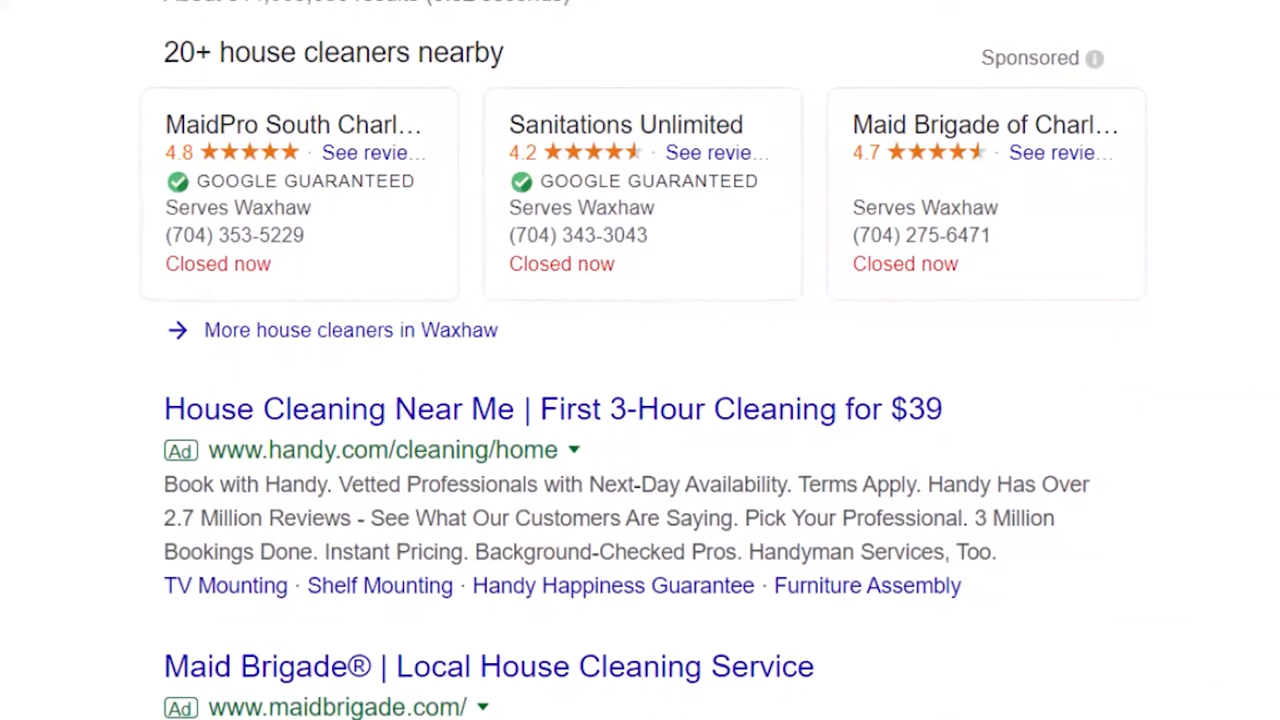 20+ house cleaners nearby
Sponsored
MaidPro South Charl...
4.8 · See revie...
GOOGLE GUARANTEED
Serves Waxhaw
(704) 353-5229
Closed now
Sanitations Unlimited
4.2 · See revie...
GOOGLE GUARANTEED
Serves Waxhaw
(704) 343-3043
Closed now
Maid Brigade of Charl...
4.7 · See revie...
Serves Waxhaw
(704) 275-6471
Closed now
More house cleaners in Waxhaw
House Cleaning Near Me | First 3-Hour Cleaning for $39
Ad www.handy.com/cleaning/home
Book with Handy. Vetted Professionals with Next-Day Availability. Terms Apply. Handy Has Over
2.7 Million Reviews - See What Our Customers Are Saying. Pick Your Professional. 3 Million
Bookings Done. Instant Pricing. Background-Checked Pros. Handyman Services, Too.
TV Mounting · Shelf Mounting · Handy Happiness Guarantee · Furniture Assembly
Maid Brigade® | Local House Cleaning Service
Ad www.maidbrigade.com/